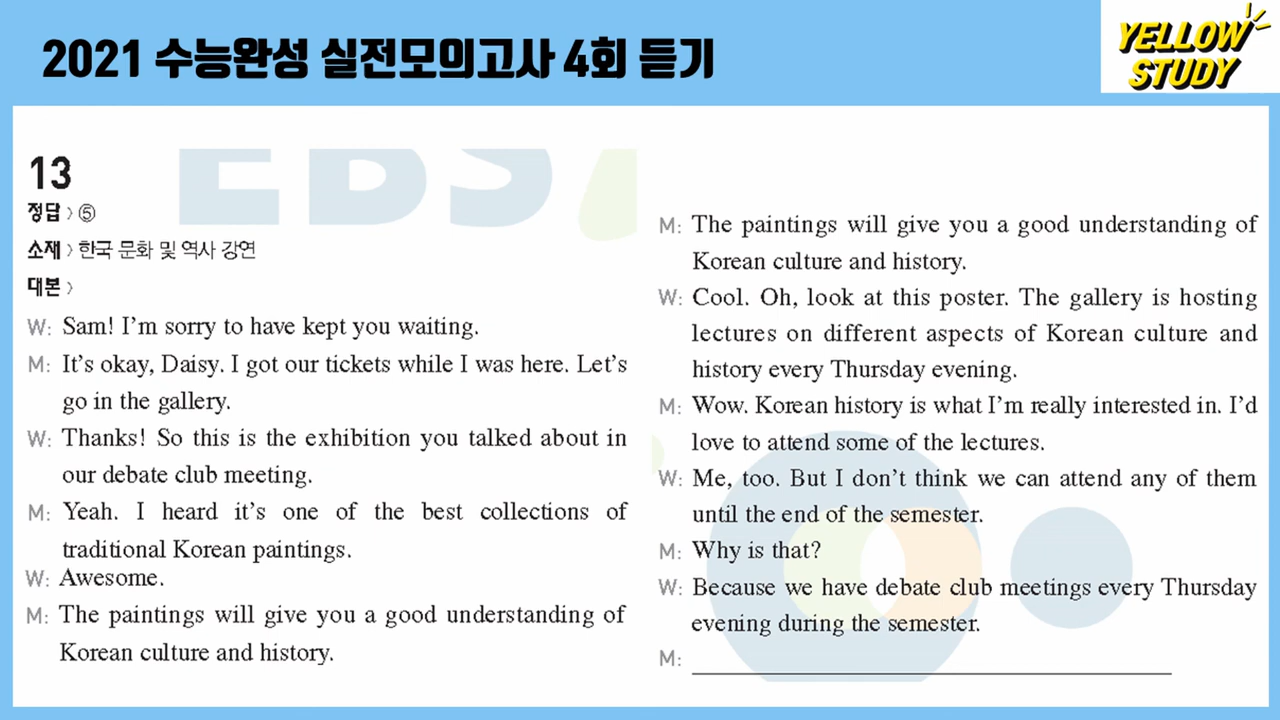 2021 수능완성 실전모의고사 4회 듣기
YELLOW
STUDY
EBS
13
정답 > ⑤
소재 > 한국 문화 및 역사 강연
대본 >
W: Sam! I'm sorry to have kept you waiting.
M: It's okay, Daisy. I got our tickets while I was here. Let's
go in the gallery.
W: Thanks! So this is the exhibition you talked about in
our debate club meeting.
M: Yeah. I heard it's one of the best collections of
traditional Korean paintings.
W: Awesome.
M: The paintings will give you a good understanding of
Korean culture and history.
M: The paintings will give you a good understanding of
Korean culture and history.
W: Cool. Oh, look at this poster. The gallery is hosting
lectures on different aspects of Korean culture and
history every Thursday evening.
M: Wow. Korean history is what I'm really interested in. I'd
love to attend some of the lectures.
W: Me, too. But I don't think we can attend any of them
until the end of the semester.
M: Why is that?
W: Because we have debate club meetings every Thursday
evening during the semester.
M: